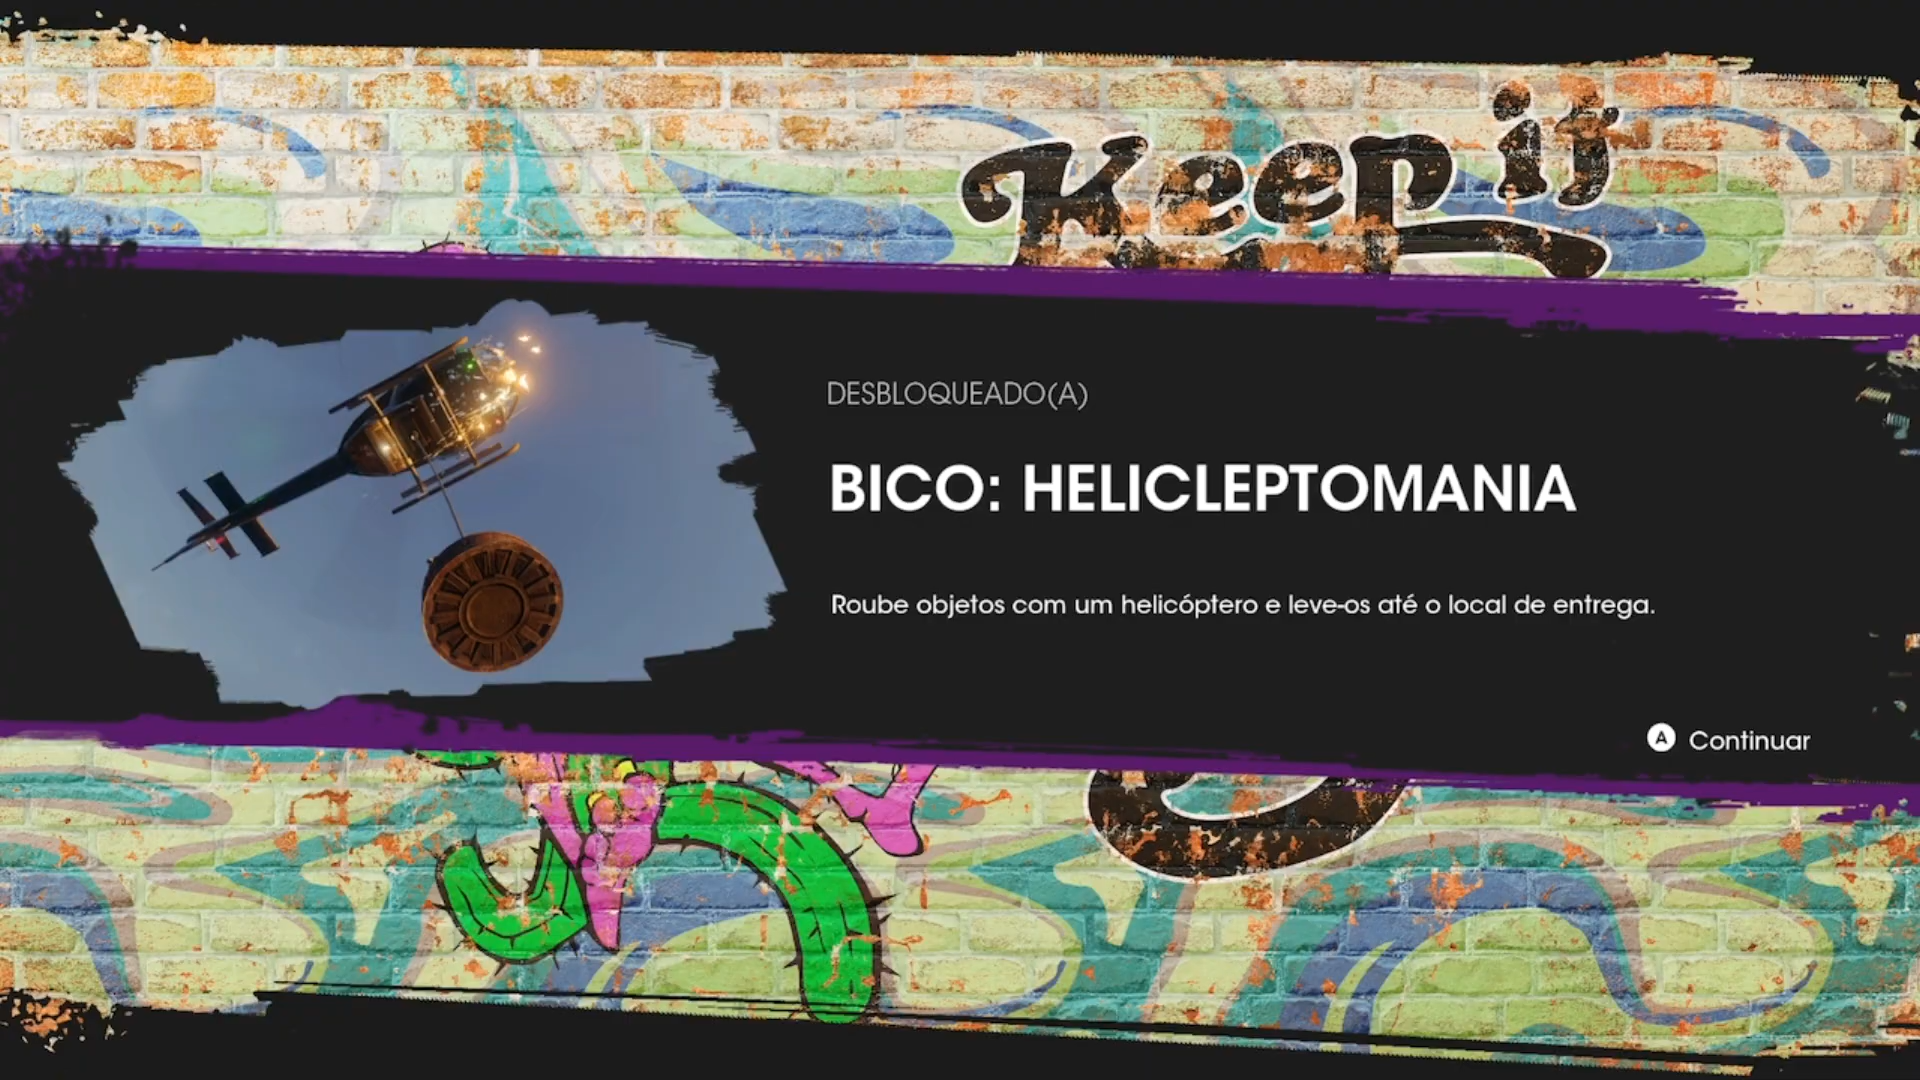 Keep it
DESBLOQUEADO(A)
BICO: HELICLEPTOMANIA
Roube objetos com um helicóptero e leve-os até o local de entrega.
A Continuar